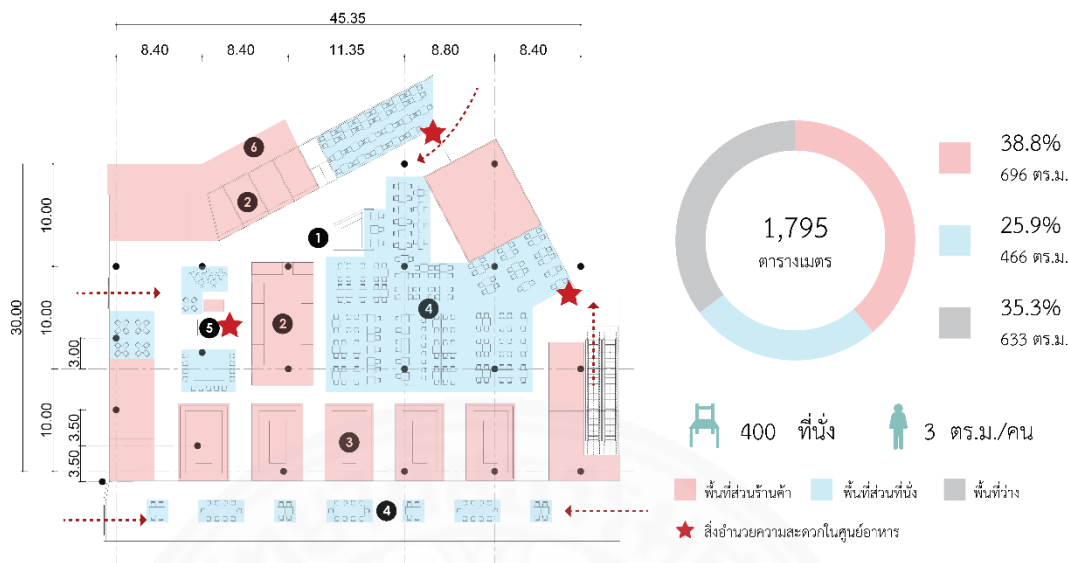 45.35
8.40 8.40 11.35 8.80 8.40
30.00
10.00
10.00
3.00
10.00
3.50
3.50
6
2
1
5
2
4
3
4
1,795
ตารางเมตร
38.8%
696 ตร.ม.
25.9%
466 ตร.ม.
35.3%
633 ตร.ม.
400 ที่นั่ง 3 ตร.ม./คน
พื้นที่ส่วนร้านค้า พื้นที่ส่วนที่นั่ง พื้นที่ว่าง
สิ่งอำนวยความสะดวกในศูนย์อาหาร